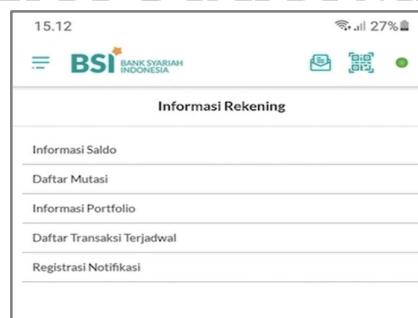 15.12 27%
BSI BANK SYARIAH
INDONESIA
Informasi Rekening
Informasi Saldo
Daftar Mutasi
Informasi Portfolio
Daftar Transaksi Terjadwal
Registrasi Notifikasi